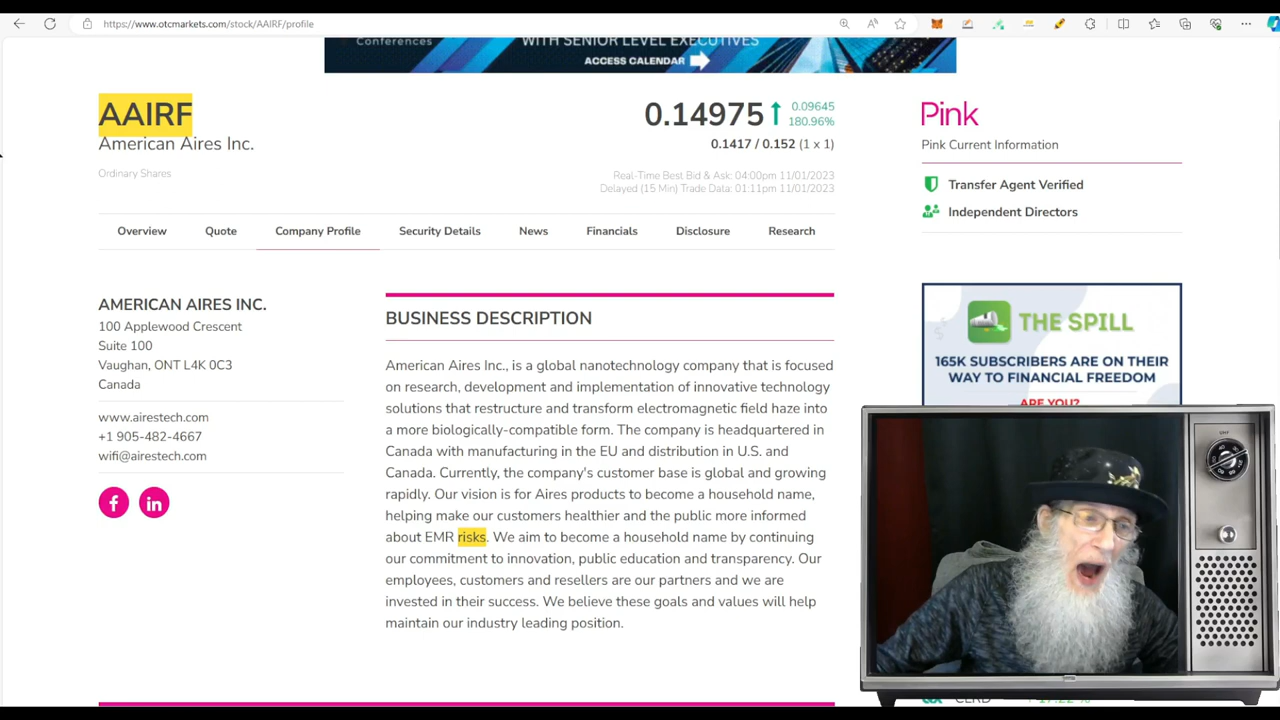 https://www.otcmarkets.com/stock/AAIRF/profile
Conferences
WITH SENIOR LEVEL EXECUTIVES
ACCESS CALENDAR
AAIRF
American Aires Inc.
Ordinary Shares
0.14975
0.09645
180.96%
0.1417 / 0.152 (1 x 1)
Real-Time Best Bid & Ask: 04:00pm 11/01/2023
Delayed (15 Min) Trade Data: 01:11pm 11/01/2023
Pink
Pink Current Information
Transfer Agent Verified
Independent Directors
Overview
Quote
Company Profile
Security Details
News
Financials
Disclosure
Research
AMERICAN AIRES INC.
100 Applewood Crescent
Suite 100
Vaughan, ONT L4K 0C3
Canada
www.airestech.com
+1 905-482-4667
wifi@airestech.com
BUSINESS DESCRIPTION
American Aires Inc., is a global nanotechnology company that is focused
on research, development and implementation of innovative technology
solutions that restructure and transform electromagnetic field haze into
a more biologically-compatible form. The company is headquartered in
Canada with manufacturing in the EU and distribution in U.S. and
Canada. Currently, the company's customer base is global and growing
rapidly. Our vision is for Aires products to become a household name,
helping make our customers healthier and the public more informed
about EMR risks. We aim to become a household name by continuing
our commitment to innovation, public education and transparency. Our
employees, customers and resellers are our partners and we are
invested in their success. We believe these goals and values will help
maintain our industry leading position.
THE SPILL
165K SUBSCRIBERS ARE ON THEIR
WAY TO FINANCIAL FREEDOM
ARE YOU?
UHF